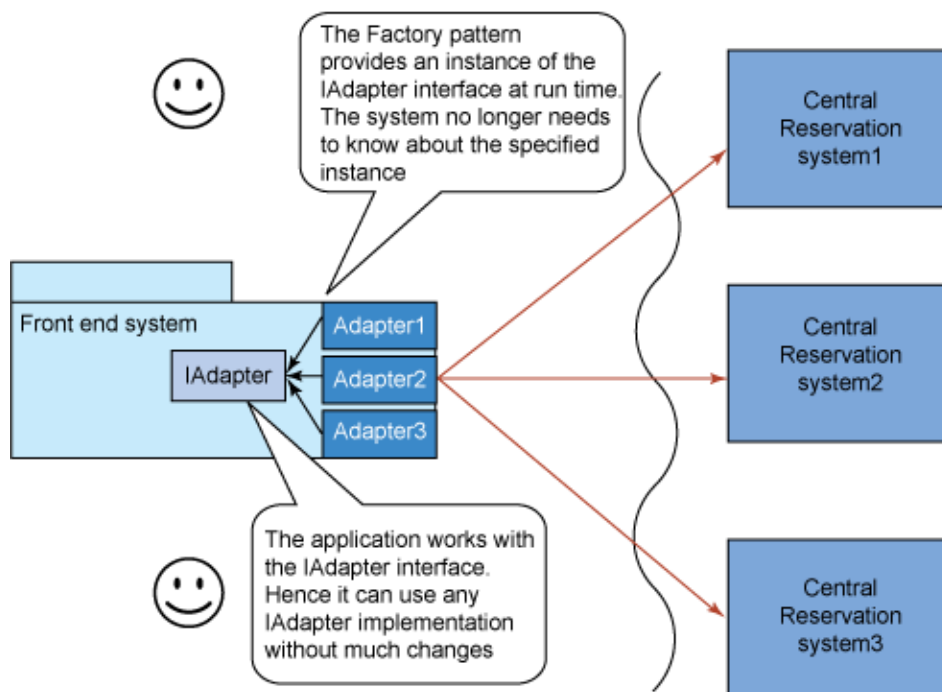 The Factory pattern
provides an instance of the
IAdapter interface at run time.
The system no longer needs
to know about the specified
instance
Central
Reservation
system1
Front end system
Adapter1
IAdapter
Adapter2
Adapter3
Central
Reservation
system2
The application works with
the IAdapter interface.
Hence it can use any
IAdapter implementation
without much changes
Central
Reservation
system3